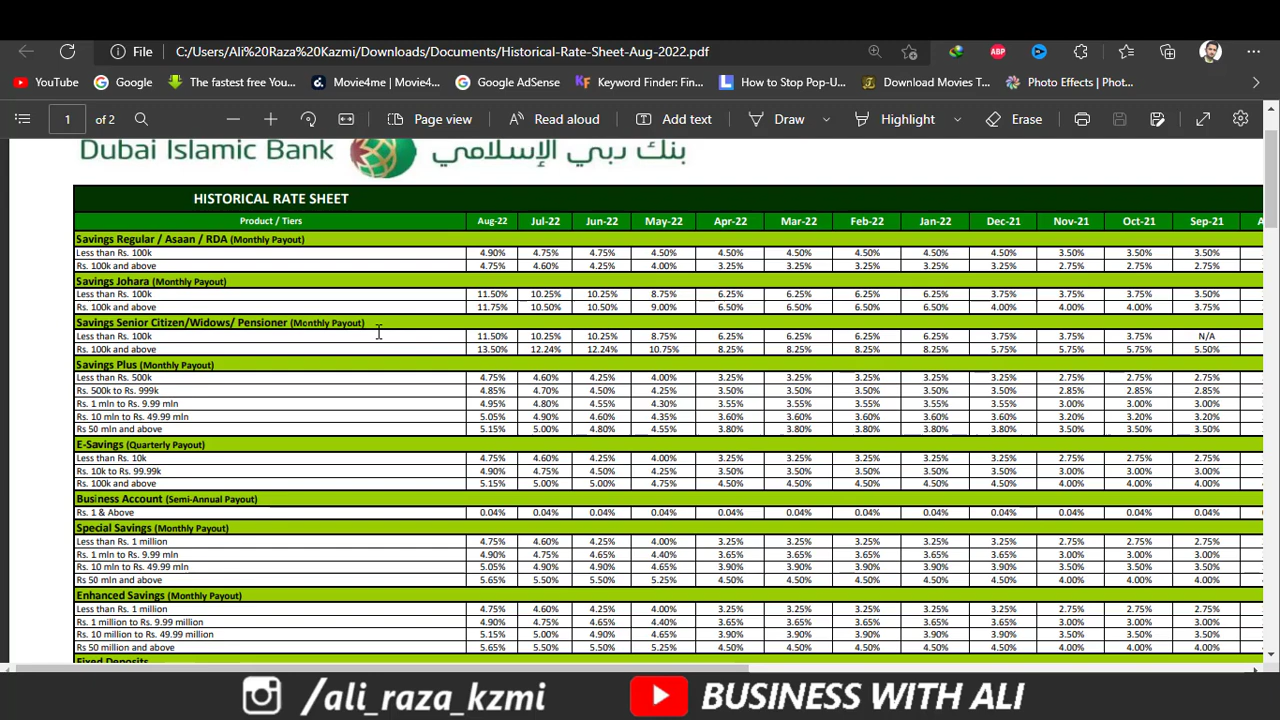 File C:/Users/Ali%20Raza%20Kazmi/Downloads/Documents/Historical-Rate-Sheet-Aug-2022.pdf ABP
YouTube Google The fastest free Yo... Movie4me | Movie4... Google AdSense Keyword Finder: Fin... How to Stop Pop-U... Download Movies T... Photo Effects | Phot...
1 of 2 Page view Read aloud Add text Draw Highlight Erase
Dubai Islamic Bank بنك دبي الإسلامي
HISTORICAL RATE SHEET
Product / Tiers Aug-22 Jul-22 Jun-22 May-22 Apr-22 Mar-22 Feb-22 Jan-22 Dec-21 Nov-21 Oct-21 Sep-21
Savings Regular / Asaan / RDA (Monthly Payout)
Less than Rs. 100k 4.90% 4.75% 4.75% 4.50% 4.50% 4.50% 4.50% 4.50% 4.50% 3.50% 3.50% 3.50%
Rs. 100k and above 4.75% 4.60% 4.25% 4.00% 3.25% 3.25% 3.25% 3.25% 3.25% 2.75% 2.75% 2.75%
Savings Johara (Monthly Payout)
Less than Rs. 100k 11.50% 10.25% 10.25% 8.75% 6.25% 6.25% 6.25% 6.25% 3.75% 3.75% 3.75% 3.50%
Rs. 100k and above 11.75% 10.50% 10.50% 9.00% 6.50% 6.50% 6.50% 6.50% 4.00% 4.00% 4.00% 3.75%
Savings Senior Citizen/Widows/ Pensioner (Monthly Payout)
Less than Rs. 100k 11.50% 10.25% 10.25% 8.75% 6.25% 6.25% 6.25% 6.25% 3.75% 3.75% 3.75% N/A
Rs. 100k and above 13.50% 12.24% 12.24% 10.75% 8.25% 8.25% 8.25% 8.25% 5.75% 5.75% 5.75% 5.50%
Savings Plus (Monthly Payout)
Less than Rs. 500k 4.75% 4.60% 4.25% 4.00% 3.25% 3.25% 3.25% 3.25% 3.25% 2.75% 2.75% 2.75%
Rs. 500k to Rs. 999k 4.85% 4.70% 4.50% 4.25% 3.50% 3.50% 3.50% 3.50% 3.50% 2.85% 2.85% 2.85%
Rs. 1 mln to Rs. 9.99 mln 4.95% 4.80% 4.55% 4.30% 3.55% 3.55% 3.55% 3.55% 3.55% 3.00% 3.00% 3.00%
Rs. 10 mln to Rs. 49.99 mln 5.05% 4.90% 4.60% 4.35% 3.60% 3.60% 3.60% 3.60% 3.60% 3.20% 3.20% 3.20%
Rs 50 mln and above 5.15% 5.00% 4.80% 4.55% 3.80% 3.80% 3.80% 3.80% 3.80% 3.50% 3.50% 3.50%
E-Savings (Quarterly Payout)
Less than Rs. 10k 4.75% 4.60% 4.25% 4.00% 3.25% 3.25% 3.25% 3.25% 3.25% 2.75% 2.75% 2.75%
Rs. 10k to Rs. 99.99k 4.90% 4.75% 4.50% 4.25% 3.50% 3.50% 3.50% 3.50% 3.50% 3.00% 3.00% 3.00%
Rs. 100k and above 5.15% 5.00% 5.00% 4.75% 4.50% 4.50% 4.50% 4.50% 4.50% 4.00% 4.00% 4.00%
Business Account (Semi-Annual Payout)
Rs. 1 & Above 0.04% 0.04% 0.04% 0.04% 0.04% 0.04% 0.04% 0.04% 0.04% 0.04% 0.04% 0.04%
Special Savings (Monthly Payout)
Less than Rs. 1 million 4.75% 4.60% 4.25% 4.00% 3.25% 3.25% 3.25% 3.25% 3.25% 2.75% 2.75% 2.75%
Rs. 1 mln to Rs. 9.99 mln 4.90% 4.75% 4.65% 4.40% 3.65% 3.65% 3.65% 3.65% 3.65% 3.00% 3.00% 3.00%
Rs. 10 mln to Rs. 49.99 mln 5.05% 4.90% 4.90% 4.65% 3.90% 3.90% 3.90% 3.90% 3.90% 3.50% 3.50% 3.50%
Rs 50 mln and above 5.65% 5.50% 5.50% 5.25% 4.50% 4.50% 4.50% 4.50% 4.50% 4.00% 4.00% 4.00%
Enhanced Savings (Monthly Payout)
Less than Rs. 1 million 4.75% 4.60% 4.25% 4.00% 3.25% 3.25% 3.25% 3.25% 3.25% 2.75% 2.75% 2.75%
Rs. 1 million to Rs. 9.99 million 4.90% 4.75% 4.65% 4.40% 3.65% 3.65% 3.65% 3.65% 3.65% 3.00% 3.00% 3.00%
Rs. 10 million to Rs. 49.99 million 5.15% 5.00% 4.90% 4.65% 3.90% 3.90% 3.90% 3.90% 3.90% 3.50% 3.50% 3.50%
Rs 50 million and above 5.65% 5.50% 5.50% 5.25% 4.50% 4.50% 4.50% 4.50% 4.50% 4.00% 4.00% 4.00%
Fixed Deposits
/ali_raza_kzmi BUSINESS WITH ALI